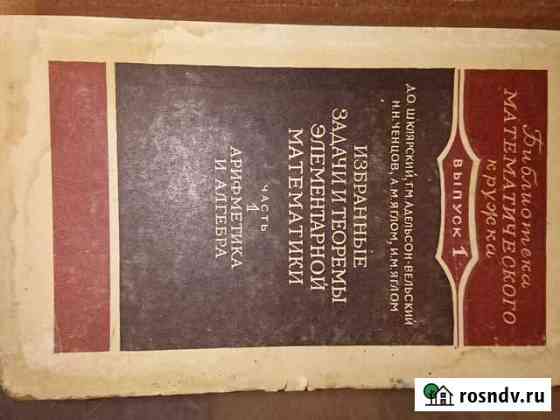 Библиотека
МАТЕМАТИЧЕСКОГО
кружка
ВЫПУСК 1
Д.О. ШКЛЯРСКИЙ, Г.М. АДЕЛЬСОН-ВЕЛЬСКИЙ
Н.Н. ЧЕНЦОВ, А.М. ЯГЛОМ, И.М. ЯГЛОМ
ИЗБРАННЫЕ
ЗАДАЧИ И ТЕОРЕМЫ
ЭЛЕМЕНТАРНОЙ
МАТЕМАТИКИ
ЧАСТЬ
1
АРИФМЕТИКА
И АЛГЕБРА
rosndv.ru